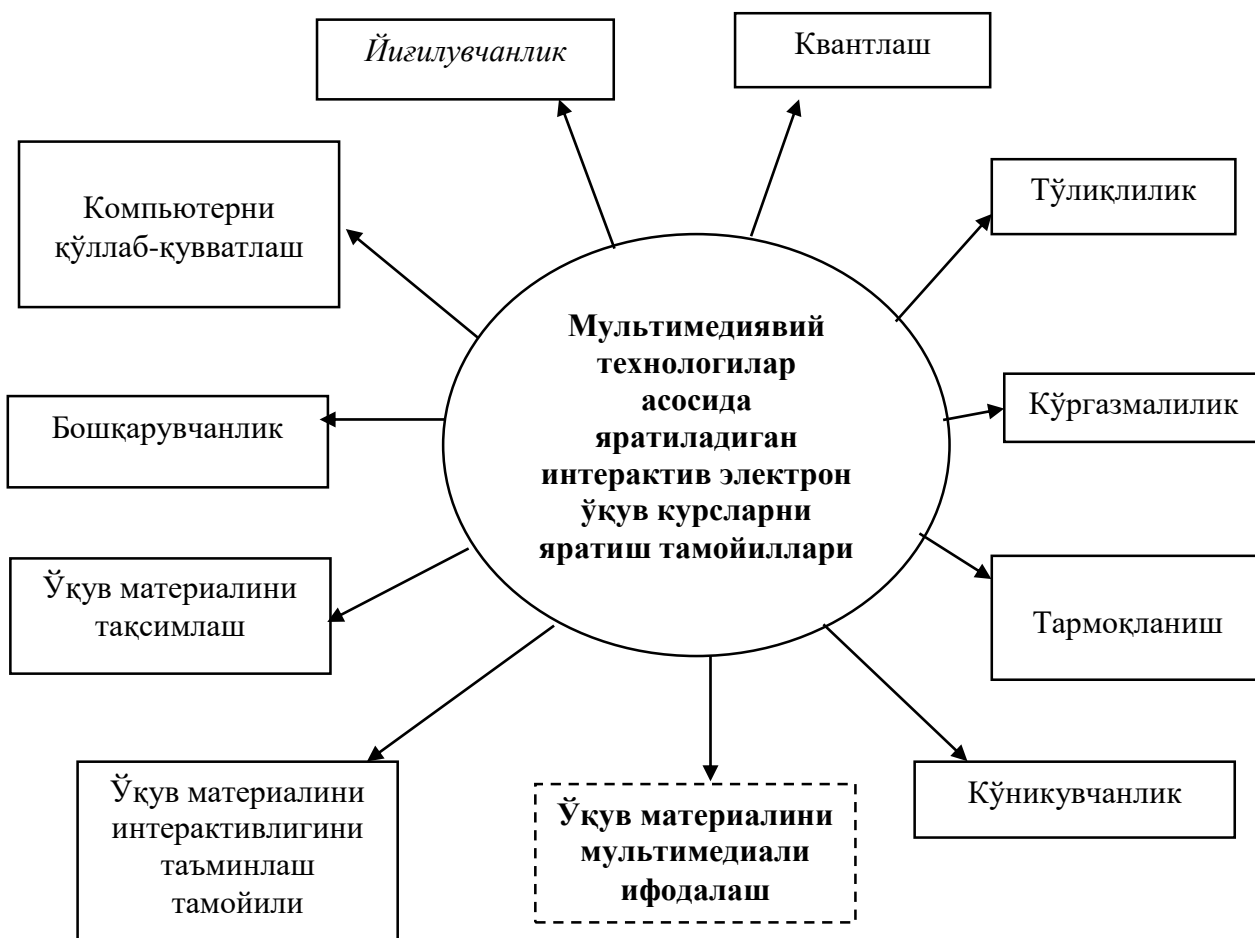 Йиғилувчанлик
Квантлаш
Компьютерни
қўллаб-қувватлаш
Тўлиқлилик
Мультимедиявий
технологилар
асосида
яратиладиган
интерактив электрон
ўқув курсларни
яратиш тамойиллари
Бошқарувчанлик
Кўргазмалилик
Ўқув материалини
тақсимлаш
Тармоқланиш
Ўқув материалини
интерактивлигини
таъминлаш
тамойили
Ўқув материалини
мультимедиали
ифодалаш
Кўникувчанлик